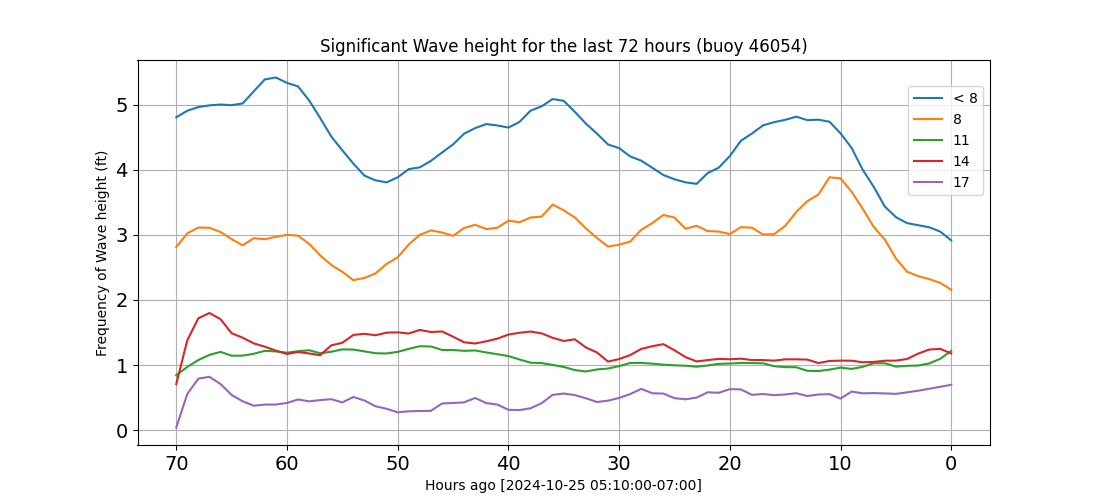 Significant Wave height for the last 72 hours (buoy 46054)
Frequency of Wave height (ft)
5
4
3
2
1
0
< 8
8
11
14
17
70 60 50 40 30 20 10 0
Hours ago [2024-10-25 05:10:00-07:00]